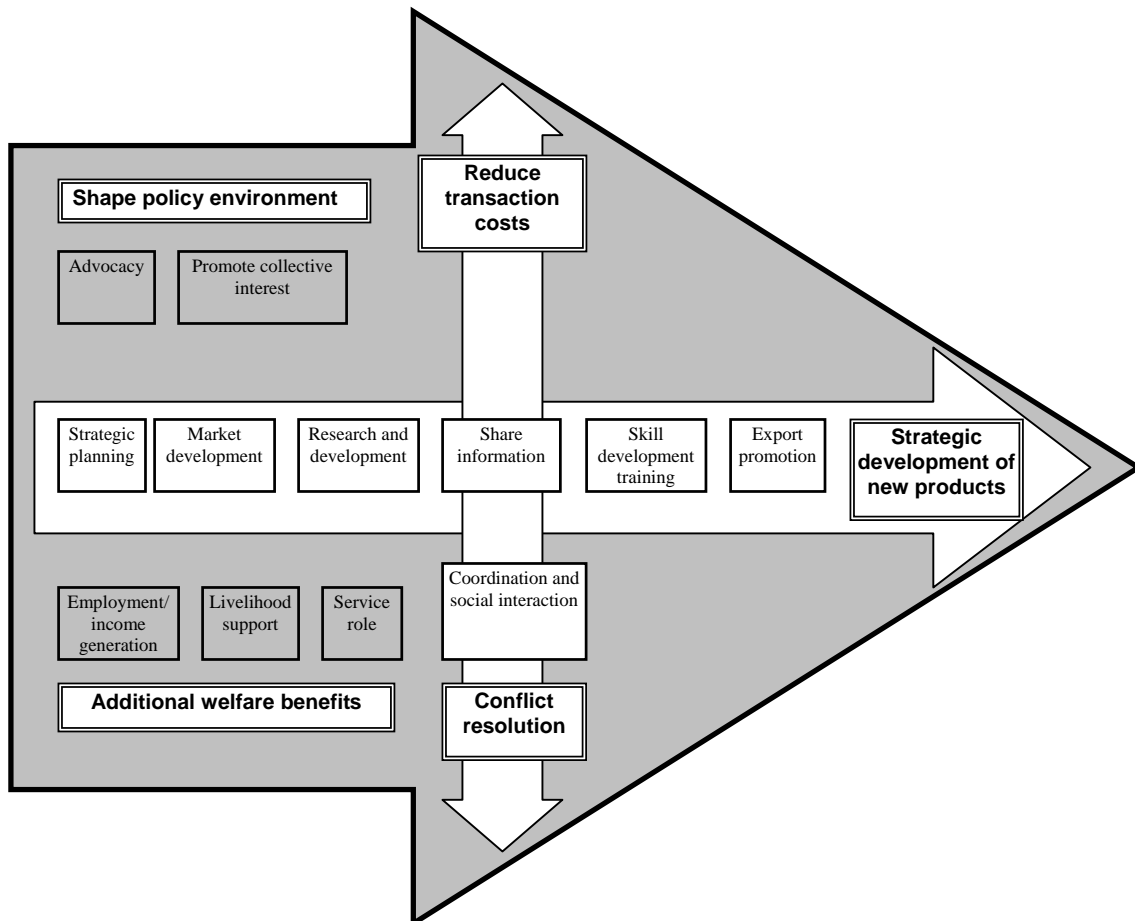 Shape policy environment
Reduce
transaction
costs
Advocacy
Promote collective
interest
Strategic
planning
Market
development
Research and
development
Share
information
Skill
development
training
Export
promotion
Strategic
development of
new products
Employment/
income
generation
Livelihood
support
Service
role
Coordination and
social interaction
Additional welfare benefits
Conflict
resolution